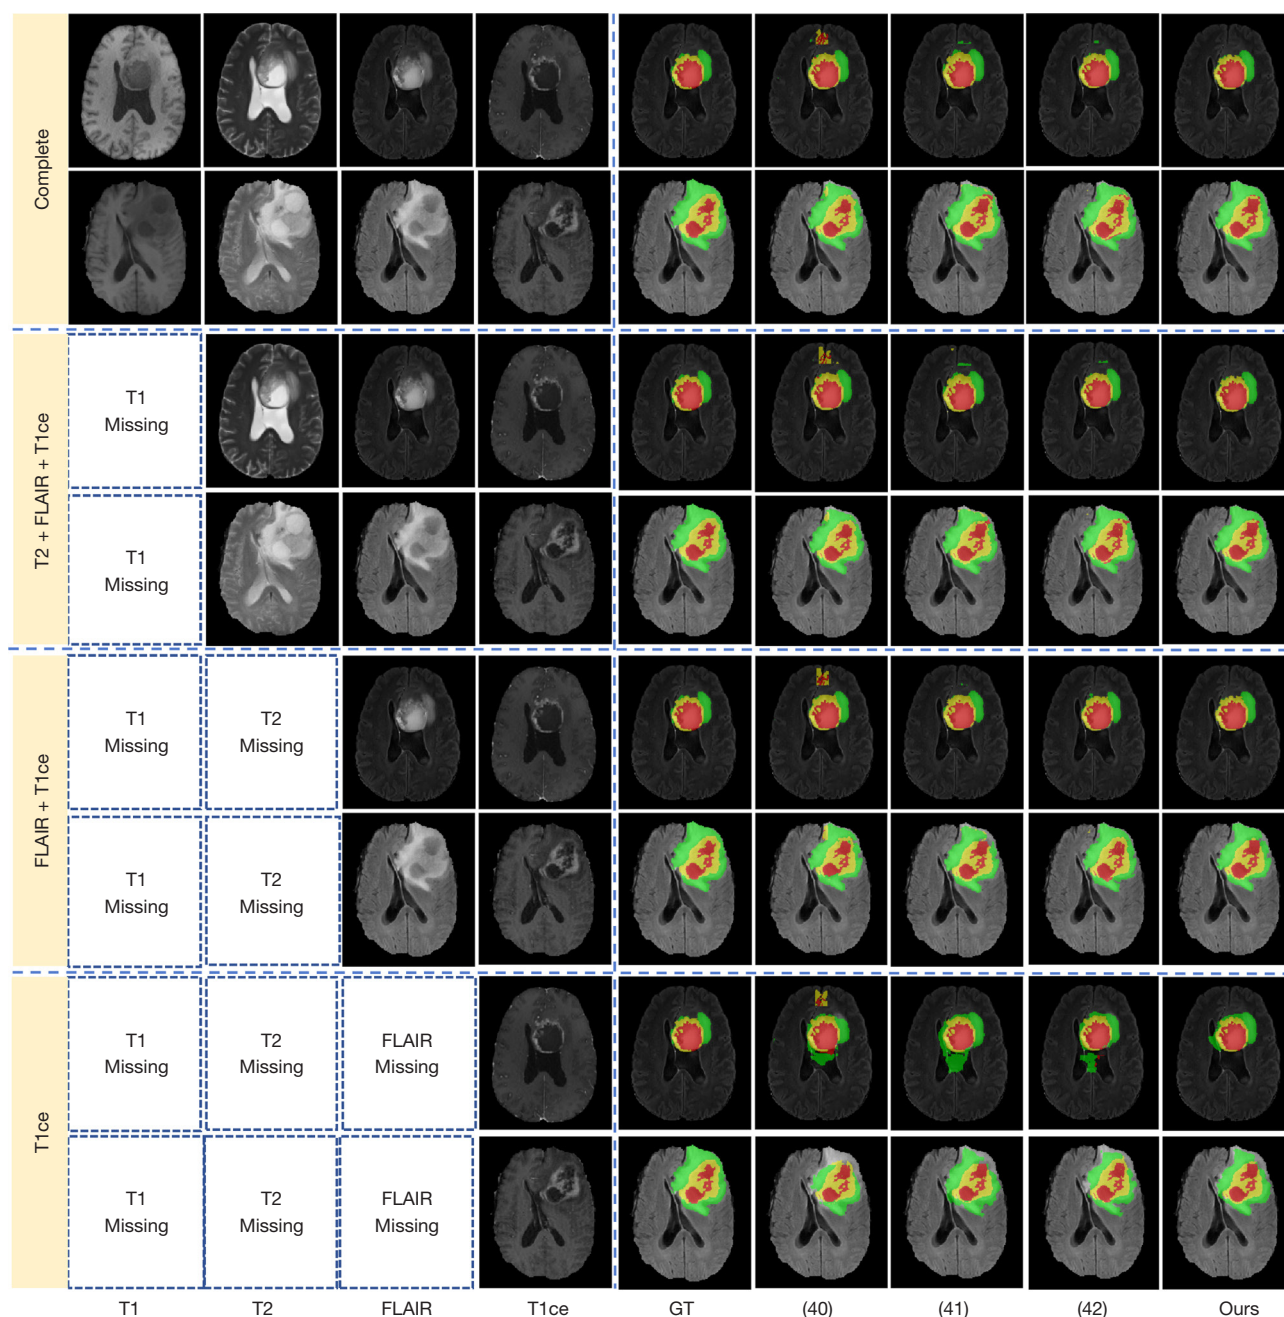 Complete
T2 + FLAIR + T1ce
T1
Missing
T1
Missing
FLAIR + T1ce
T1
Missing
T2
Missing
T1
Missing
T2
Missing
T1ce
T1
Missing
T2
Missing
FLAIR
Missing
T1
Missing
T2
Missing
FLAIR
Missing
T1 T2 FLAIR T1ce GT (40) (41) (42) Ours